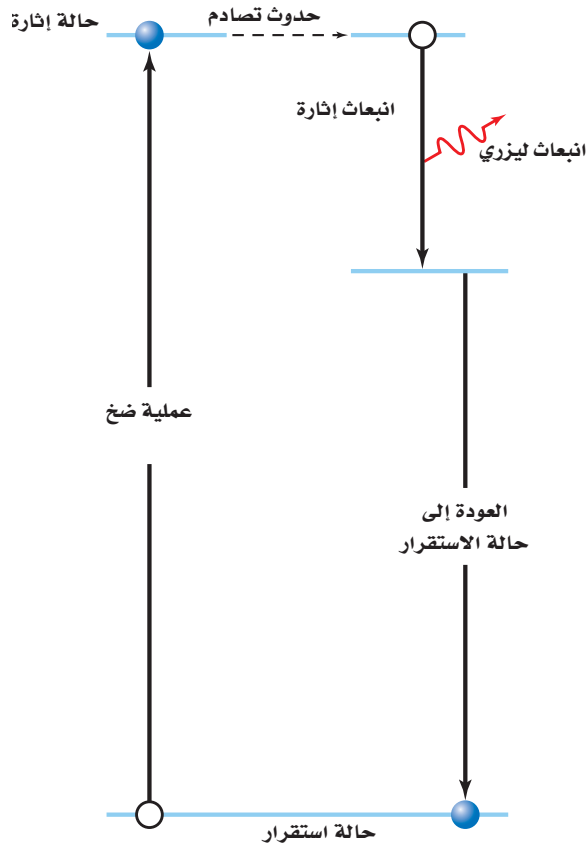 حالة إثارة
حدوث تصادم
انبعاث إثارة
انبعاث ليزري
عملية ضخ
العودة إلى
حالة الاستقرار
حالة استقرار